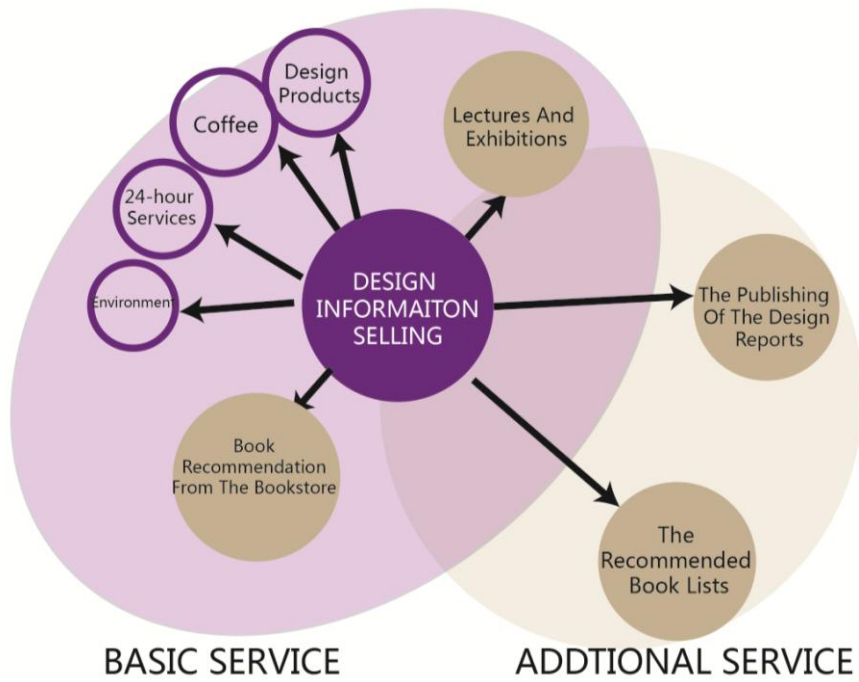 Design
Products
Coffee
24-hour
Services
Environment
Lectures And
Exhibitions
DESIGN
INFORMAITON
SELLING
The Publishing
Of The Design
Reports
Book
Recommendation
From The Bookstore
The
Recommended
Book Lists
BASIC SERVICE
ADDTIONAL SERVICE